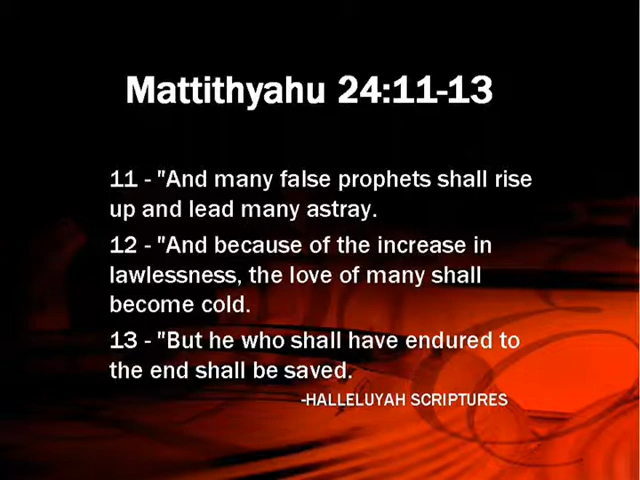 Mattithyahu 24:11-13
11 - "And many false prophets shall rise
up and lead many astray.
12 - "And because of the increase in
lawlessness, the love of many shall
become cold.
13 - "But he who shall have endured to
the end shall be saved.
-HALLELUYAH SCRIPTURES